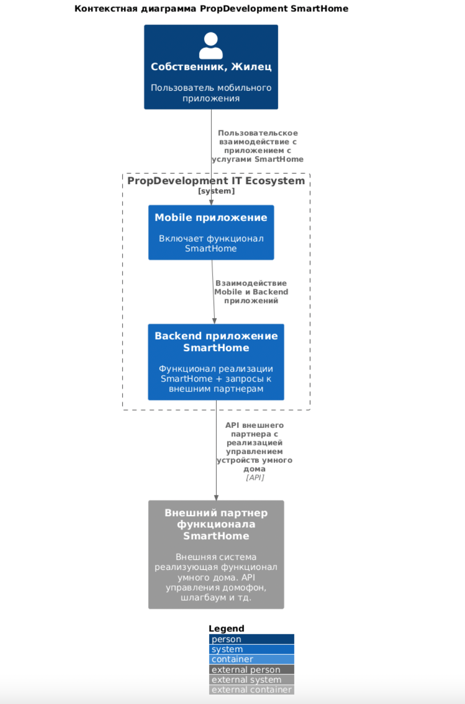 Контекстная диаграмма PropDevelopment SmartHome
Собственник, Жилец
Пользователь мобильного
приложения
Пользовательское
взаимодействие с
приложением с
услугами SmartHome
PropDevelopment IT Ecosystem
[system]
Mobile приложение
Включает функционал
SmartHome
Взаимодействие
Mobile и Backend
приложений
Backend приложение
SmartHome
Функционал реализации
SmartHome + запросы к
внешним партнерам
API внешнего
партнера с
реализацией
управлением
устройств умного
дома
[API]
Внешний партнер
функционала
SmartHome
Внешняя система
реализующая функционал
умного дома. API
управления домофон,
шлагбаум и тд.
Legend
person
system
container
external person
external system
external container